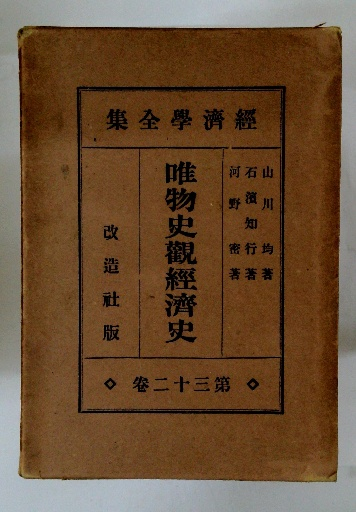 經濟學全集
山川均著
石濱知行著
河野密著
唯物史觀經濟史
改造社版
第三十二卷